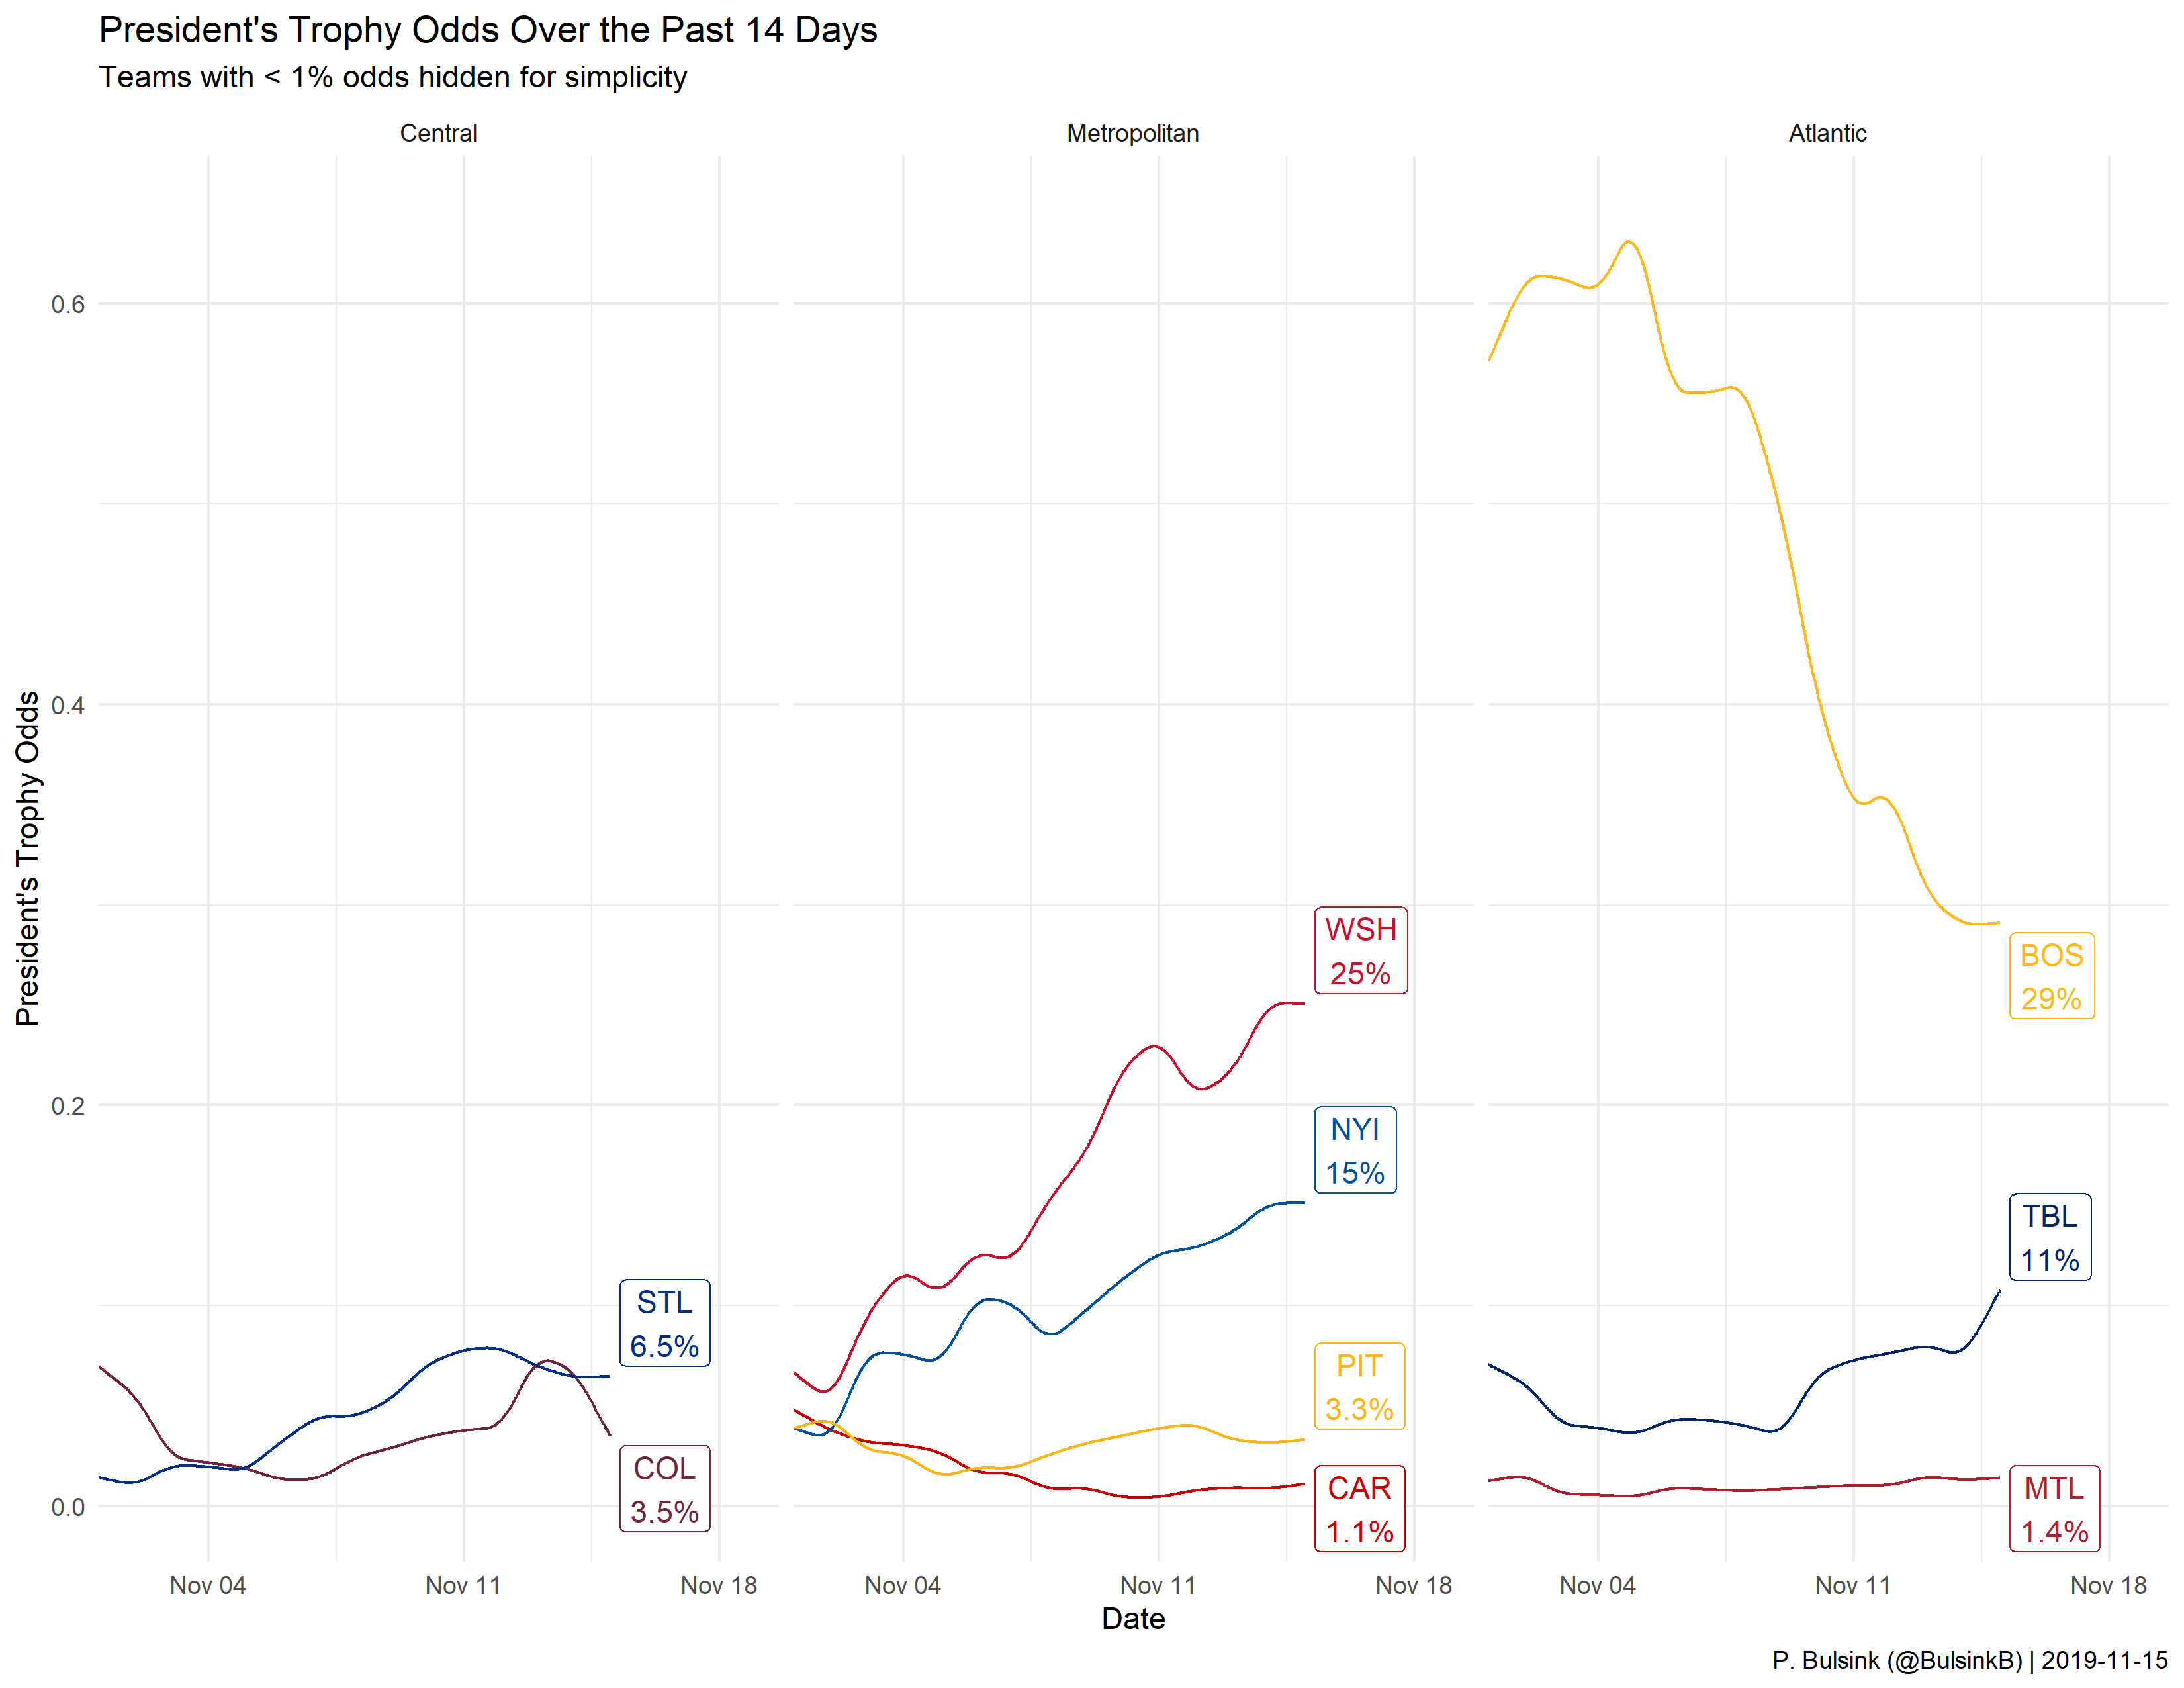 President's Trophy Odds Over the Past 14 Days
Teams with < 1% odds hidden for simplicity
Central
Metropolitan
Atlantic
President's Trophy Odds
0.6
0.4
0.2
0.0
STL
6.5%
COL
3.5%
WSH
25%
NYI
15%
PIT
3.3%
CAR
1.1%
BOS
29%
TBL
11%
MTL
1.4%
Nov 04 Nov 11 Nov 18
Nov 04 Nov 11 Nov 18
Nov 04 Nov 11 Nov 18
Date
P. Bulsink (@BulsinkB) | 2019-11-15